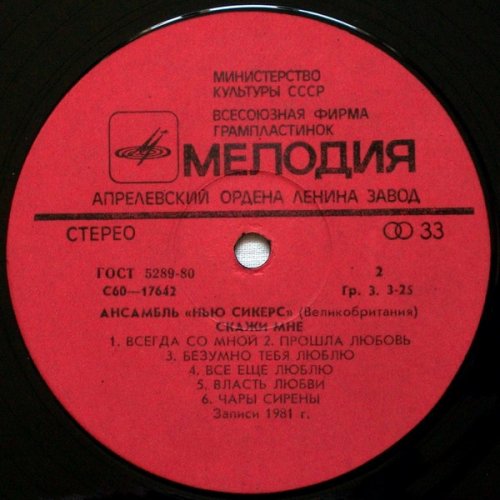 МИНИСТЕРСТВО
КУЛЬТУРЫ СССР
ВСЕСОЮЗНАЯ ФИРМА
ГРАМПЛАСТИНОК
МЕЛОДИЯ
АПРЕЛЕВСКИЙ ОРДЕНА ЛЕНИНА ЗАВОД
СТЕРЕО 33
ГОСТ 5289-80 2
С60—17642 Гр. 3. 3-25
АНСАМБЛЬ «НЬЮ СИКЕРС» (Великобритания)
СКАЖИ МНЕ
1. ВСЕГДА СО МНОЙ 2. ПРОШЛА ЛЮБОВЬ
3. БЕЗУМНО ТЕБЯ ЛЮБЛЮ
4. ВСЕ ЕЩЕ ЛЮБЛЮ
5. ВЛАСТЬ ЛЮБВИ
6. ЧАРЫ СИРЕНЫ
Записи 1981 г.